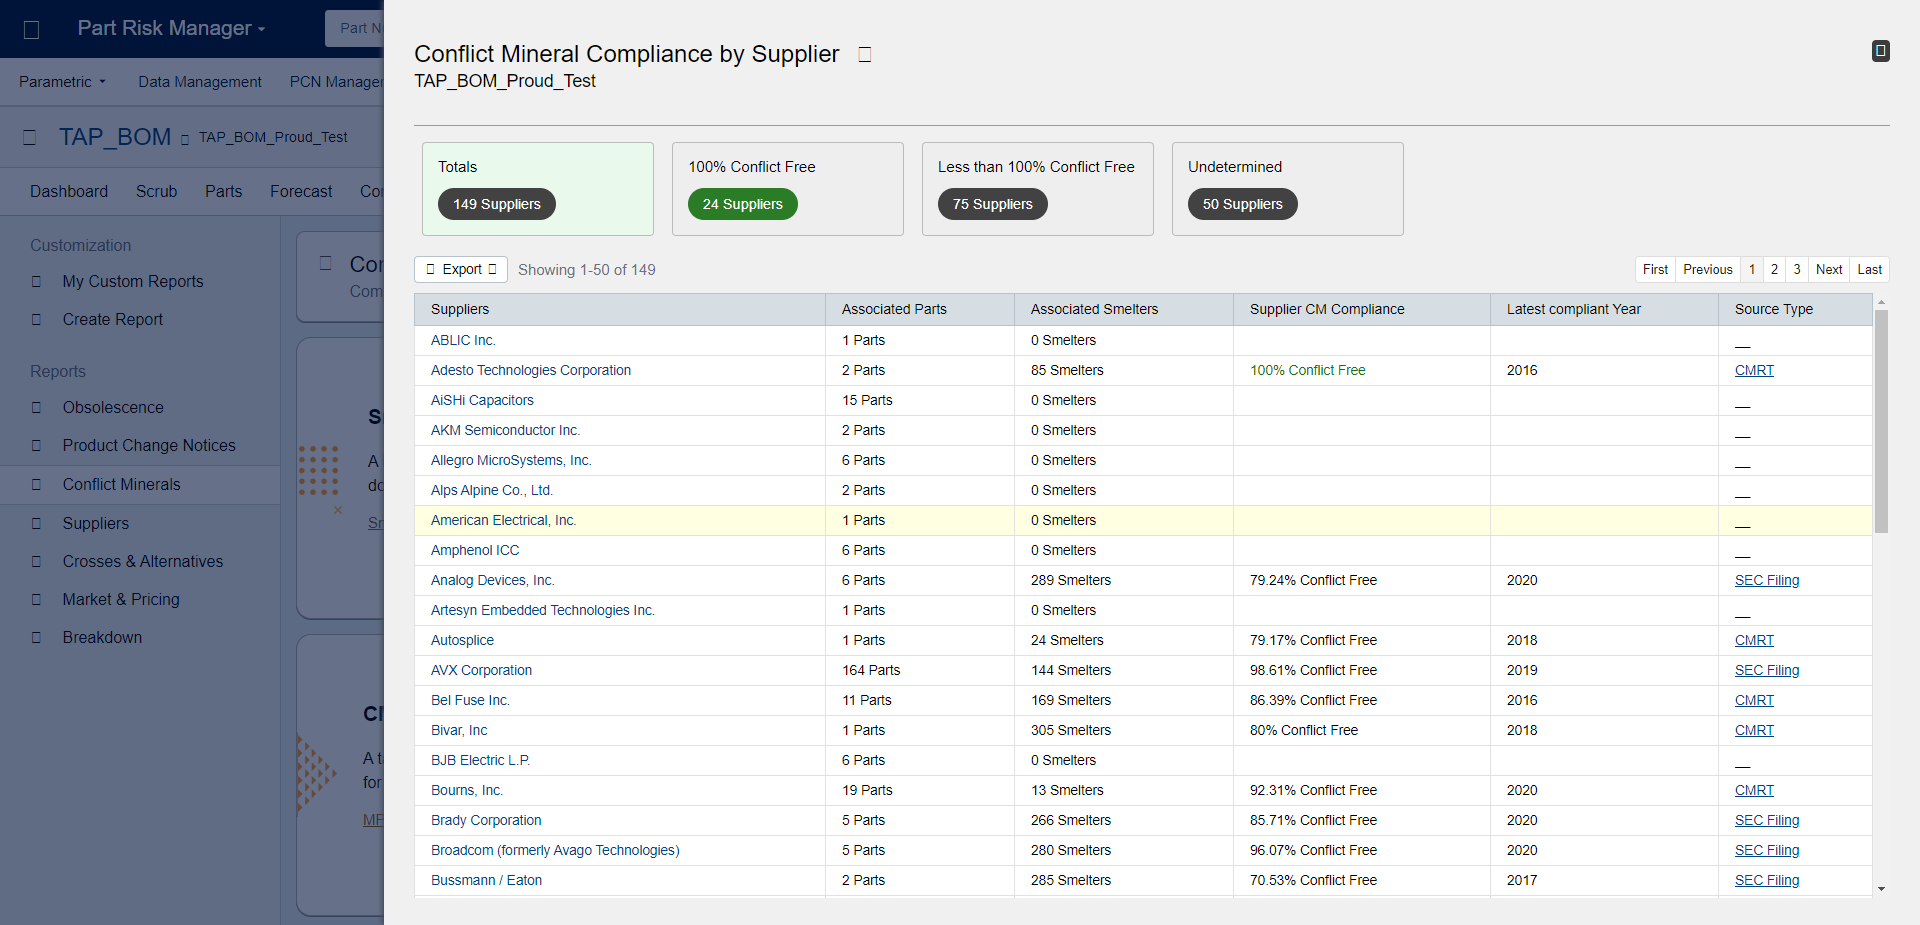 Part Risk Manager
Part N
Parametric
Data Management
PCN Manager
TAP_BOM
TAP_BOM_Proud_Test
Dashboard
Scrub
Parts
Forecast
Customization
My Custom Reports
Create Report
Reports
Obsolescence
Product Change Notices
Conflict Minerals
Suppliers
Crosses & Alternatives
Market & Pricing
Breakdown
Conflict Mineral Compliance by Supplier
TAP_BOM_Proud_Test
Totals
149 Suppliers
100% Conflict Free
24 Suppliers
Less than 100% Conflict Free
75 Suppliers
Undetermined
50 Suppliers
Export
Showing 1-50 of 149
First Previous 1 2 3 Next Last
Suppliers Associated Parts Associated Smelters Supplier CM Compliance Latest compliant Year Source Type
ABLIC Inc. 1 Parts 0 Smelters __
Adesto Technologies Corporation 2 Parts 85 Smelters 100% Conflict Free 2016 CMRT
AiSHi Capacitors 15 Parts 0 Smelters __
AKM Semiconductor Inc. 2 Parts 0 Smelters __
Allegro MicroSystems, Inc. 6 Parts 0 Smelters __
Alps Alpine Co., Ltd. 2 Parts 0 Smelters __
American Electrical, Inc. 1 Parts 0 Smelters __
Amphenol ICC 6 Parts 0 Smelters __
Analog Devices, Inc. 6 Parts 289 Smelters 79.24% Conflict Free 2020 SEC Filing
Artesyn Embedded Technologies Inc. 1 Parts 0 Smelters __
Autosplice 1 Parts 24 Smelters 79.17% Conflict Free 2018 CMRT
AVX Corporation 164 Parts 144 Smelters 98.61% Conflict Free 2019 SEC Filing
Bel Fuse Inc. 11 Parts 169 Smelters 86.39% Conflict Free 2016 CMRT
Bivar, Inc 1 Parts 305 Smelters 80% Conflict Free 2018 CMRT
BJB Electric L.P. 6 Parts 0 Smelters __
Bourns, Inc. 19 Parts 13 Smelters 92.31% Conflict Free 2020 CMRT
Brady Corporation 5 Parts 266 Smelters 85.71% Conflict Free 2020 SEC Filing
Broadcom (formerly Avago Technologies) 5 Parts 280 Smelters 96.07% Conflict Free 2020 SEC Filing
Bussmann / Eaton 2 Parts 285 Smelters 70.53% Conflict Free 2017 SEC Filing